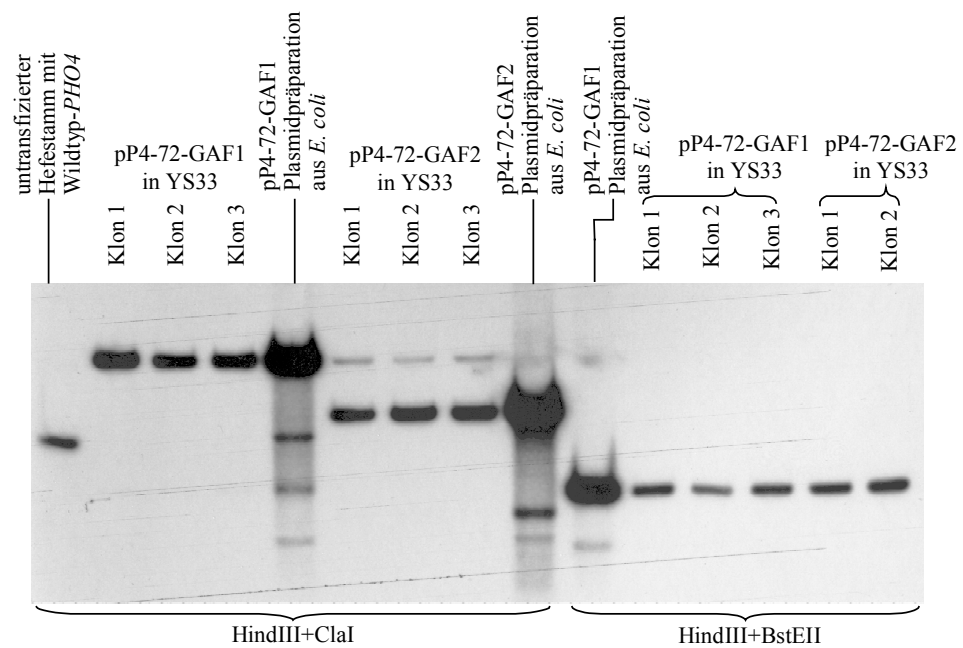 untransfizierter
Hefestamm mit
Wildtyp-PHO4
pP4-72-GAF1
in YS33
Klon 1
Klon 2
Klon 3
pP4-72-GAF1
Plasmidpräparation
aus E. coli
pP4-72-GAF2
in YS33
Klon 1
Klon 2
Klon 3
pP4-72-GAF2
Plasmidpräparation
aus E. coli
pP4-72-GAF1
Plasmidpräparation
aus E. coli
pP4-72-GAF1
in YS33
Klon 1
Klon 2
Klon 3
pP4-72-GAF2
in YS33
Klon 1
Klon 2
HindIII+ClaI
HindIII+BstEII